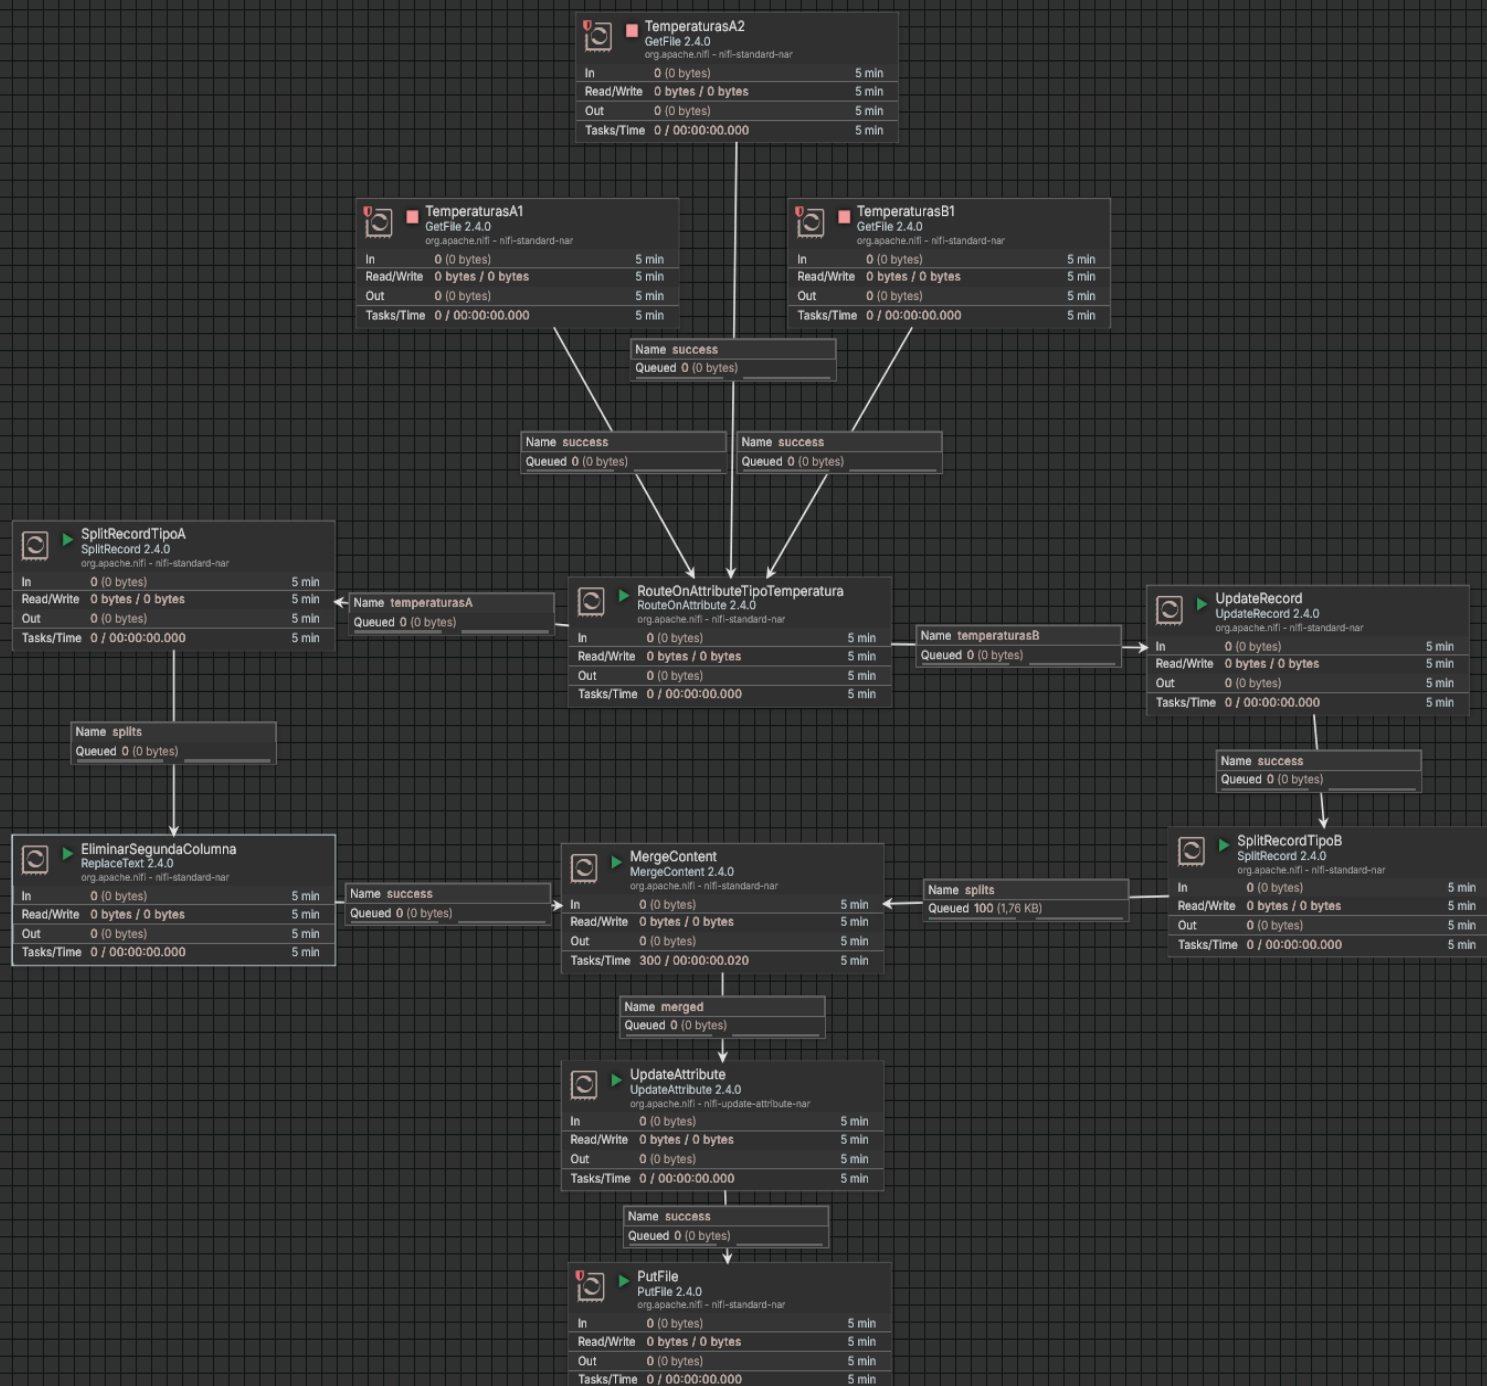 TemperaturasA2
GetFile 2.4.0
org.apache.nifi - nifi-standard-nar
In 0 (0 bytes) 5 min
Read/Write 0 bytes / 0 bytes 5 min
Out 0 (0 bytes) 5 min
Tasks/Time 0 / 00:00:00.000 5 min
TemperaturasA1
GetFile 2.4.0
org.apache.nifi - nifi-standard-nar
In 0 (0 bytes) 5 min
Read/Write 0 bytes / 0 bytes 5 min
Out 0 (0 bytes) 5 min
Tasks/Time 0 / 00:00:00.000 5 min
TemperaturasB1
GetFile 2.4.0
org.apache.nifi - nifi-standard-nar
In 0 (0 bytes) 5 min
Read/Write 0 bytes / 0 bytes 5 min
Out 0 (0 bytes) 5 min
Tasks/Time 0 / 00:00:00.000 5 min
Name success
Queued 0 (0 bytes)
Name success
Queued 0 (0 bytes)
Name success
Queued 0 (0 bytes)
SplitRecordTipoA
SplitRecord 2.4.0
org.apache.nifi - nifi-standard-nar
In 0 (0 bytes) 5 min
Read/Write 0 bytes / 0 bytes 5 min
Out 0 (0 bytes) 5 min
Tasks/Time 0 / 00:00:00.000 5 min
Name temperaturasA
Queued 0 (0 bytes)
RouteOnAttributeTipoTemperatura
RouteOnAttribute 2.4.0
org.apache.nifi - nifi-standard-nar
In 0 (0 bytes) 5 min
Read/Write 0 bytes / 0 bytes 5 min
Out 0 (0 bytes) 5 min
Tasks/Time 0 / 00:00:00.000 5 min
Name temperaturasB
Queued 0 (0 bytes)
UpdateRecord
UpdateRecord 2.4.0
org.apache.nifi - nifi-standard-nar
In 0 (0 bytes) 5 min
Read/Write 0 bytes / 0 bytes 5 min
Out 0 (0 bytes) 5 min
Tasks/Time 0 / 00:00:00.000 5 min
Name splits
Queued 0 (0 bytes)
Name success
Queued 0 (0 bytes)
EliminarSegundaColumna
ReplaceText 2.4.0
org.apache.nifi - nifi-standard-nar
In 0 (0 bytes) 5 min
Read/Write 0 bytes / 0 bytes 5 min
Out 0 (0 bytes) 5 min
Tasks/Time 0 / 00:00:00.000 5 min
Name success
Queued 0 (0 bytes)
MergeContent
MergeContent 2.4.0
org.apache.nifi - nifi-standard-nar
In 0 (0 bytes) 5 min
Read/Write 0 bytes / 0 bytes 5 min
Out 0 (0 bytes) 5 min
Tasks/Time 300 / 00:00:00.020 5 min
Name splits
Queued 100 (1,76 KB)
SplitRecordTipoB
SplitRecord 2.4.0
org.apache.nifi - nifi-standard-nar
In 0 (0 bytes) 5 min
Read/Write 0 bytes / 0 bytes 5 min
Out 0 (0 bytes) 5 min
Tasks/Time 0 / 00:00:00.000 5 min
Name merged
Queued 0 (0 bytes)
UpdateAttribute
UpdateAttribute 2.4.0
org.apache.nifi - nifi-update-attribute-nar
In 0 (0 bytes) 5 min
Read/Write 0 bytes / 0 bytes 5 min
Out 0 (0 bytes) 5 min
Tasks/Time 0 / 00:00:00.000 5 min
Name success
Queued 0 (0 bytes)
PutFile
PutFile 2.4.0
org.apache.nifi - nifi-standard-nar
In 0 (0 bytes) 5 min
Read/Write 0 bytes / 0 bytes 5 min
Out 0 (0 bytes) 5 min
Tasks/Time 0 / 00:00:00.000 5 min